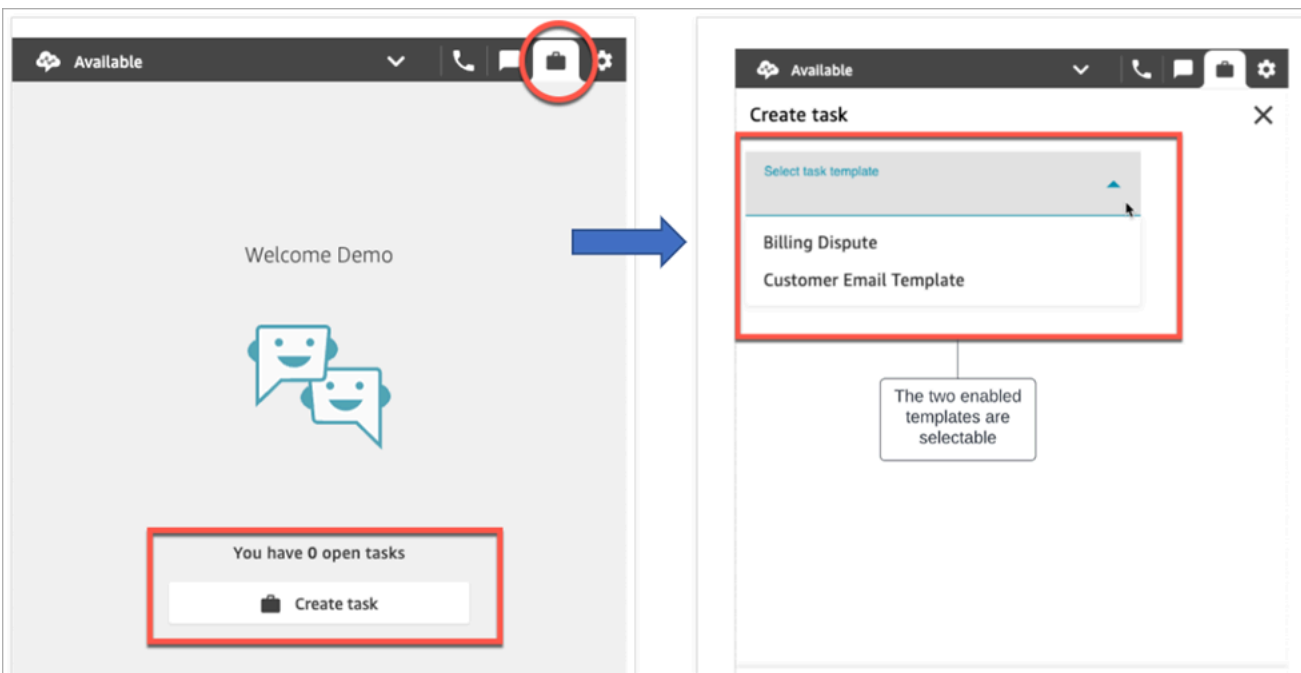 Available
Welcome Demo
You have 0 open tasks
Create task
Available
Create task
Select task template
Billing Dispute
Customer Email Template
The two enabled
templates are
selectable